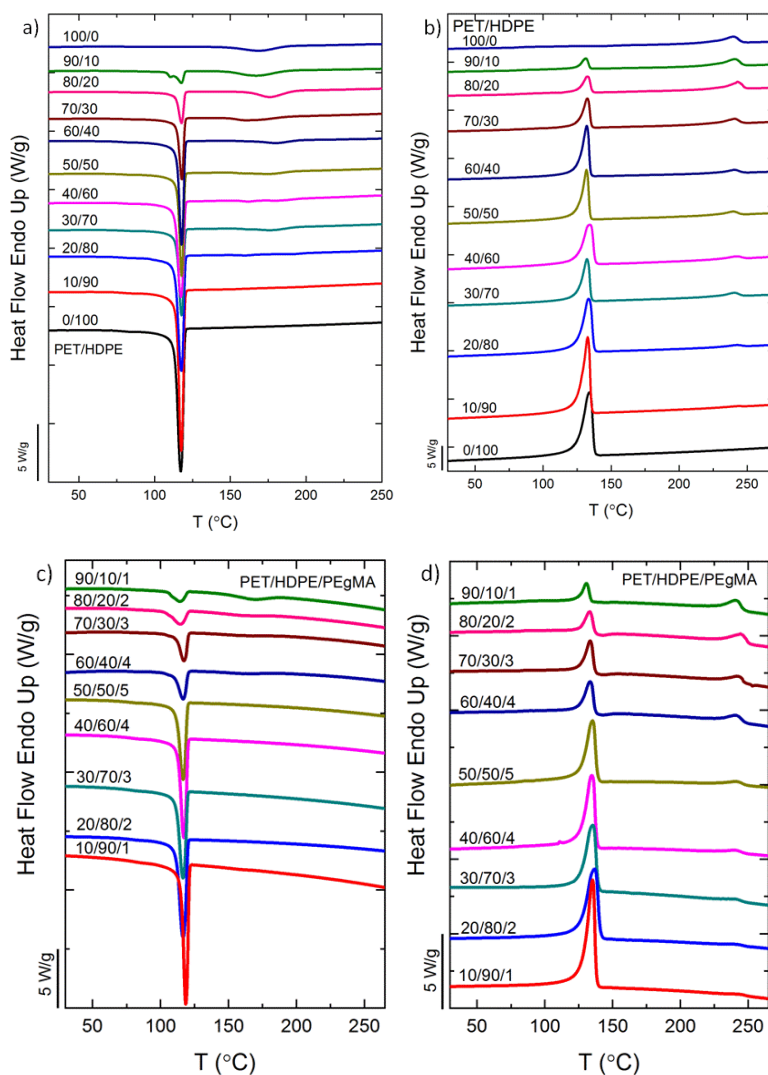 a)
100/0
90/10
80/20
70/30
60/40
50/50
40/60
30/70
20/80
10/90
0/100
PET/HDPE
Heat Flow Endo Up (W/g)
5 W/g
50 100 150 200 250
T (°C)
b)
PET/HDPE
100/0
90/10
80/20
70/30
60/40
50/50
40/60
30/70
20/80
10/90
0/100
Heat Flow Endo Up (W/g)
5 W/g
50 100 150 200 250
T (°C)
c)
PET/HDPE/PEgMA
90/10/1
80/20/2
70/30/3
60/40/4
50/50/5
40/60/4
30/70/3
20/80/2
10/90/1
Heat Flow Endo Up (W/g)
5 W/g
50 100 150 200 250
T (°C)
d)
PET/HDPE/PEgMA
90/10/1
80/20/2
70/30/3
60/40/4
50/50/5
40/60/4
30/70/3
20/80/2
10/90/1
Heat Flow Endo Up (W/g)
5 W/g
50 100 150 200 250
T (°C)